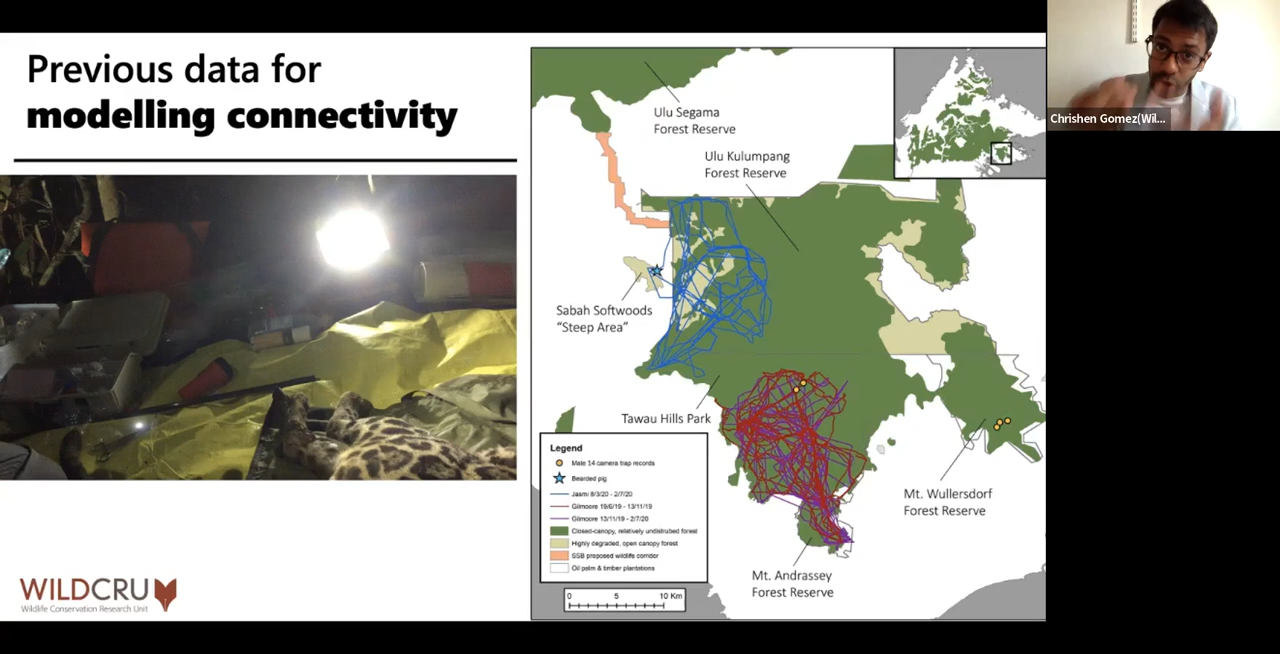 Previous data for
modelling connectivity
Ulu Segama
Forest Reserve
Ulu Kulumpang
Forest Reserve
Sabah Softwoods
“Steep Area”
Tawau Hills Park
Mt. Wullersdorf
Forest Reserve
Mt. Andrassey
Forest Reserve
Legend
Male 14 camera trap records
Bearded pig
Jasmi 8/3/20 - 2/7/20
Gilmoore 19/6/19 - 13/11/19
Gilmoore 13/11/19 - 2/7/20
Closed-canopy, relatively undistrubed forest
Highly degraded, open canopy forest
SSB proposed wildlife corridor
Oil palm & timber plantations
0 5 10 Km
WILDCRU
Wildlife Conservation Research Unit
Chrishen Gomez(Wil...